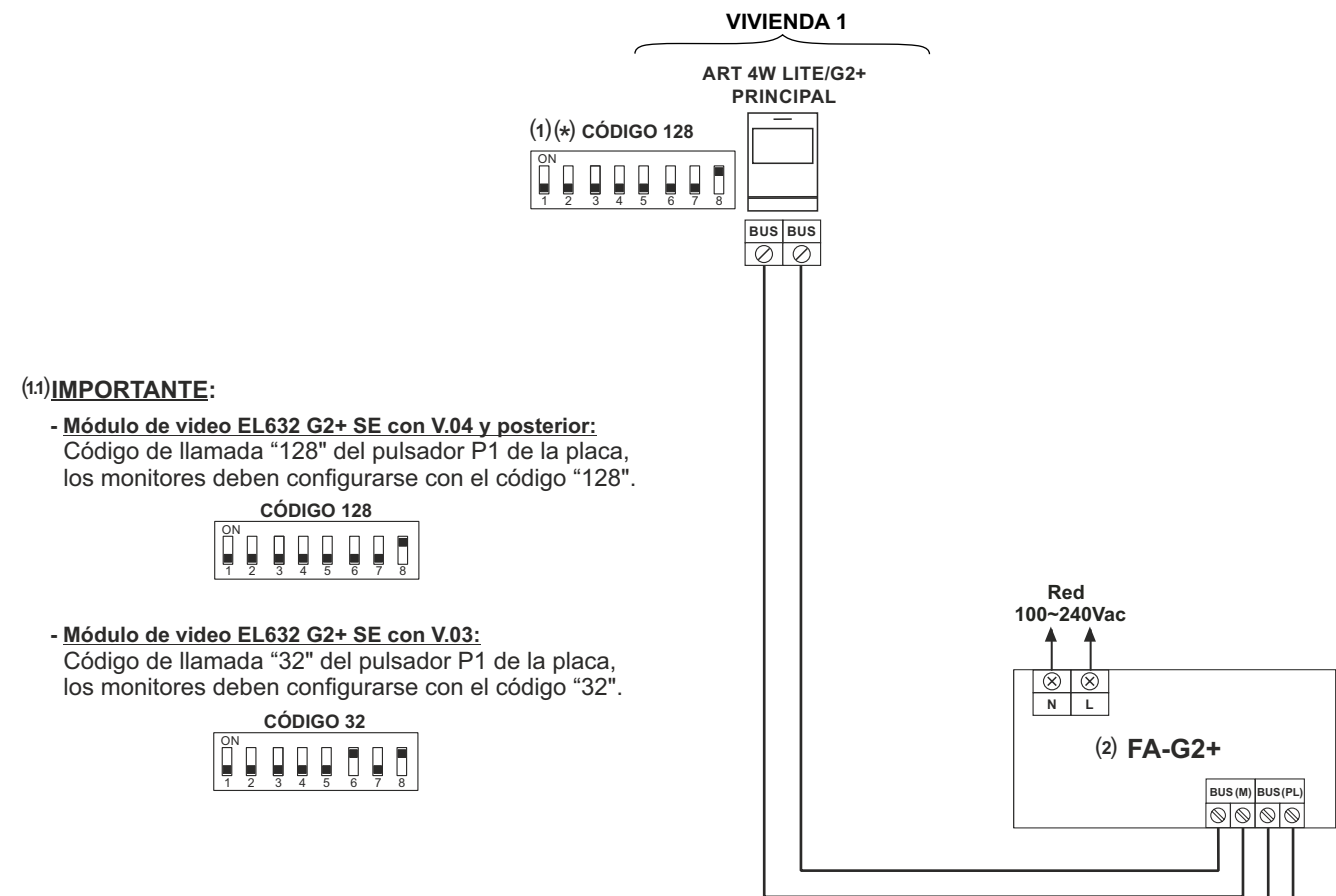 VIVIENDA 1
ART 4W LITE/G2+
PRINCIPAL
(1)(*) CÓDIGO 128
ON
1 2 3 4 5 6 7 8
BUS BUS
(1.1)IMPORTANTE:
- Módulo de video EL632 G2+ SE con V.04 y posterior:
Código de llamada “128" del pulsador P1 de la placa,
los monitores deben configurarse con el código “128".
CÓDIGO 128
ON
1 2 3 4 5 6 7 8
- Módulo de video EL632 G2+ SE con V.03:
Código de llamada “32" del pulsador P1 de la placa,
los monitores deben configurarse con el código “32".
CÓDIGO 32
ON
1 2 3 4 5 6 7 8
Red
100~240Vac
N L
(2) FA-G2+
BUS (M) BUS (PL)